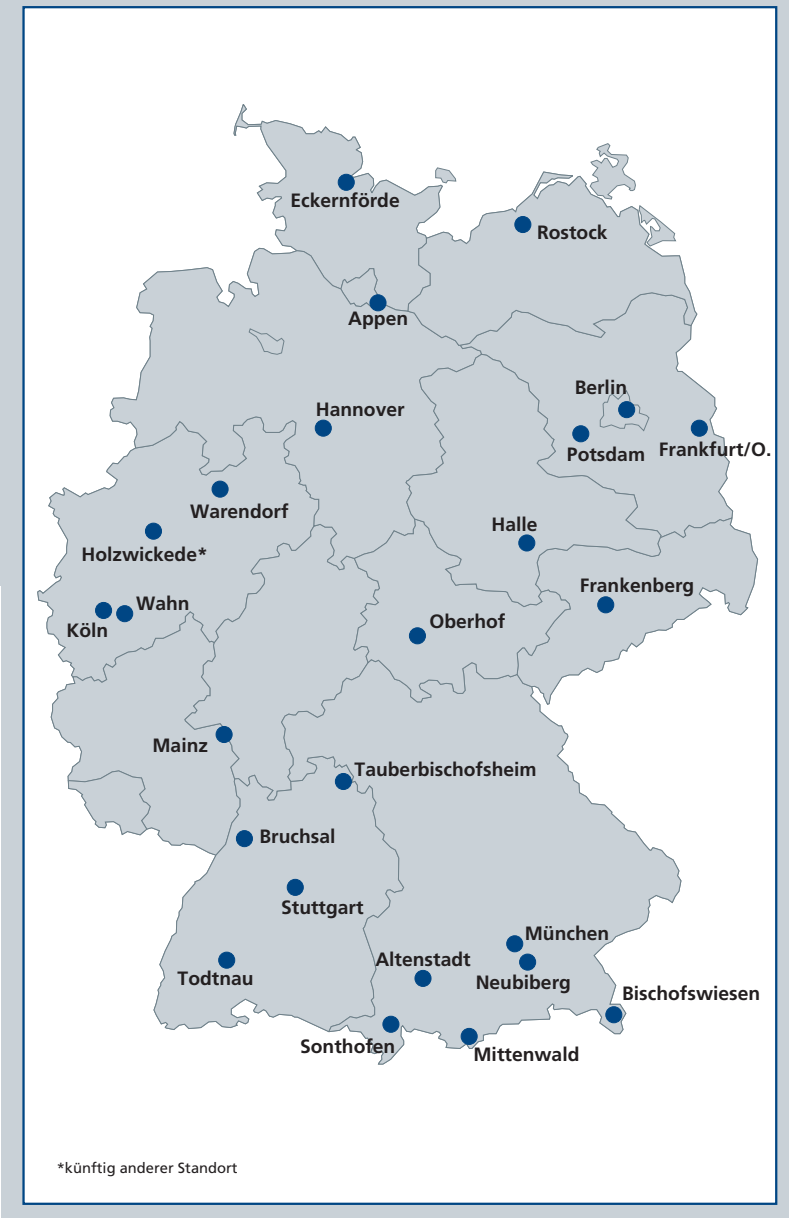 Eckernförde
Rostock
Appen
Berlin
Hannover
Potsdam
Frankfurt/O.
Warendorf
Halle
Holzwickede*
Frankenberg
Wahn
Köln
Oberhof
Mainz
Tauberbischofsheim
Bruchsal
Stuttgart
München
Altenstadt
Todtnau
Neubiberg
Bischofswiesen
Sonthofen
Mittenwald
*künftig anderer Standort